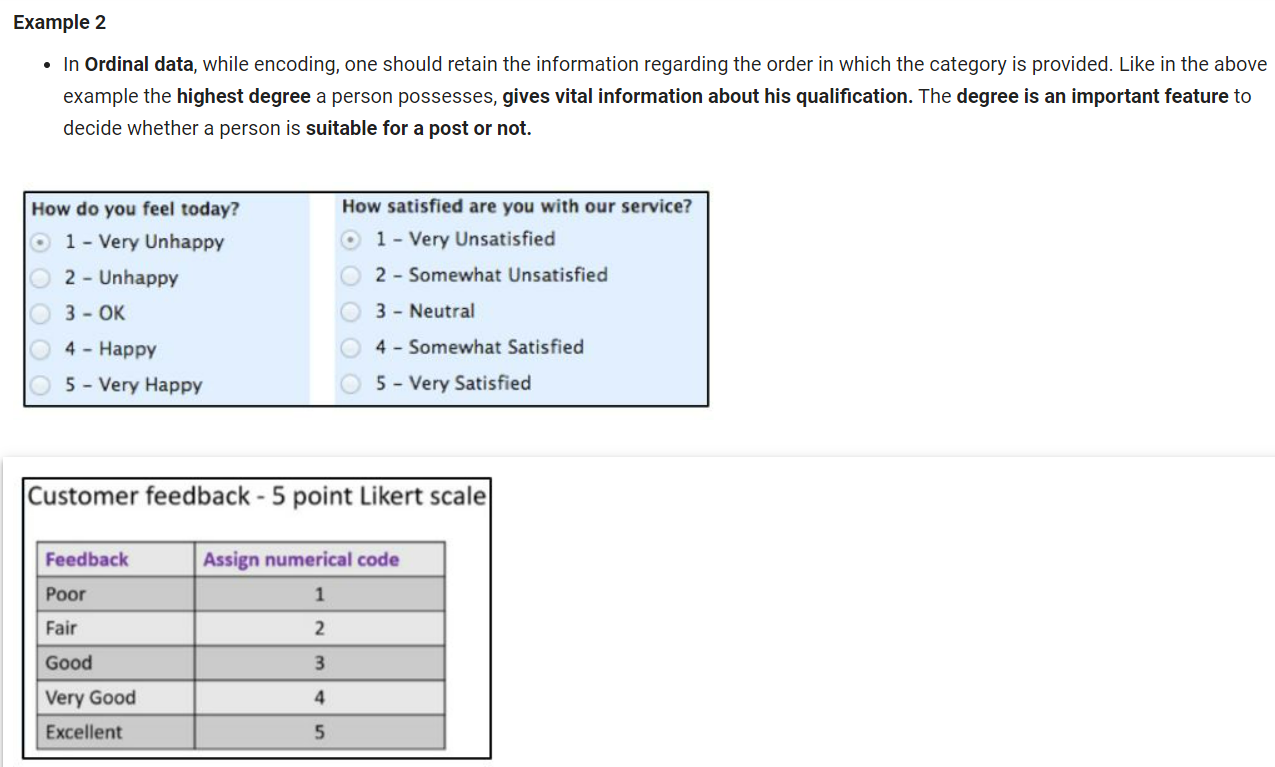 Example 2
• In Ordinal data, while encoding, one should retain the information regarding the order in which the category is provided. Like in the above
example the highest degree a person possesses, gives vital information about his qualification. The degree is an important feature to
decide whether a person is suitable for a post or not.
How do you feel today?
1 – Very Unhappy
2 – Unhappy
3 – OK
4 – Happy
5 – Very Happy
How satisfied are you with our service?
1 – Very Unsatisfied
2 – Somewhat Unsatisfied
3 – Neutral
4 – Somewhat Satisfied
5 – Very Satisfied
Customer feedback - 5 point Likert scale
Feedback Assign numerical code
Poor 1
Fair 2
Good 3
Very Good 4
Excellent 5